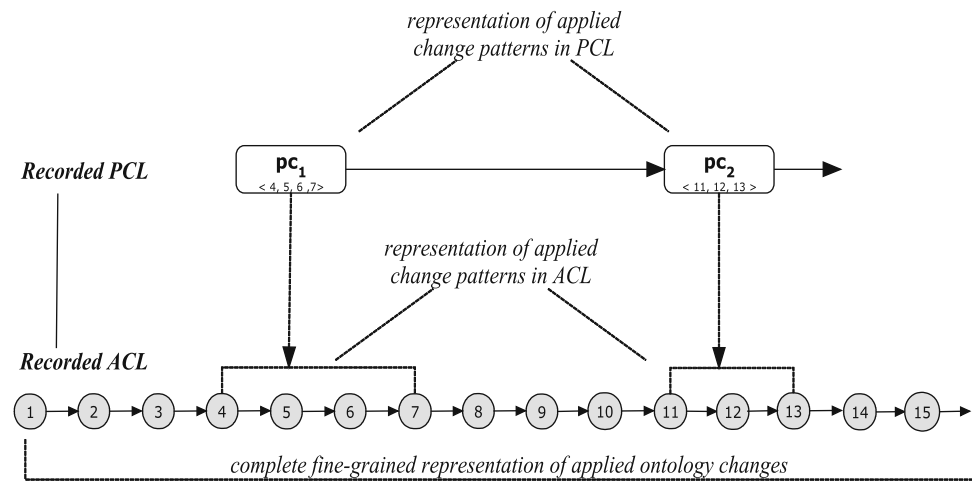 representation of applied
change patterns in PCL
Recorded PCL
pc1
< 4, 5, 6 ,7>
pc2
< 11, 12, 13 >
representation of applied
change patterns in ACL
Recorded ACL
1 2 3 4 5 6 7 8 9 10 11 12 13 14 15
complete fine-grained representation of applied ontology changes